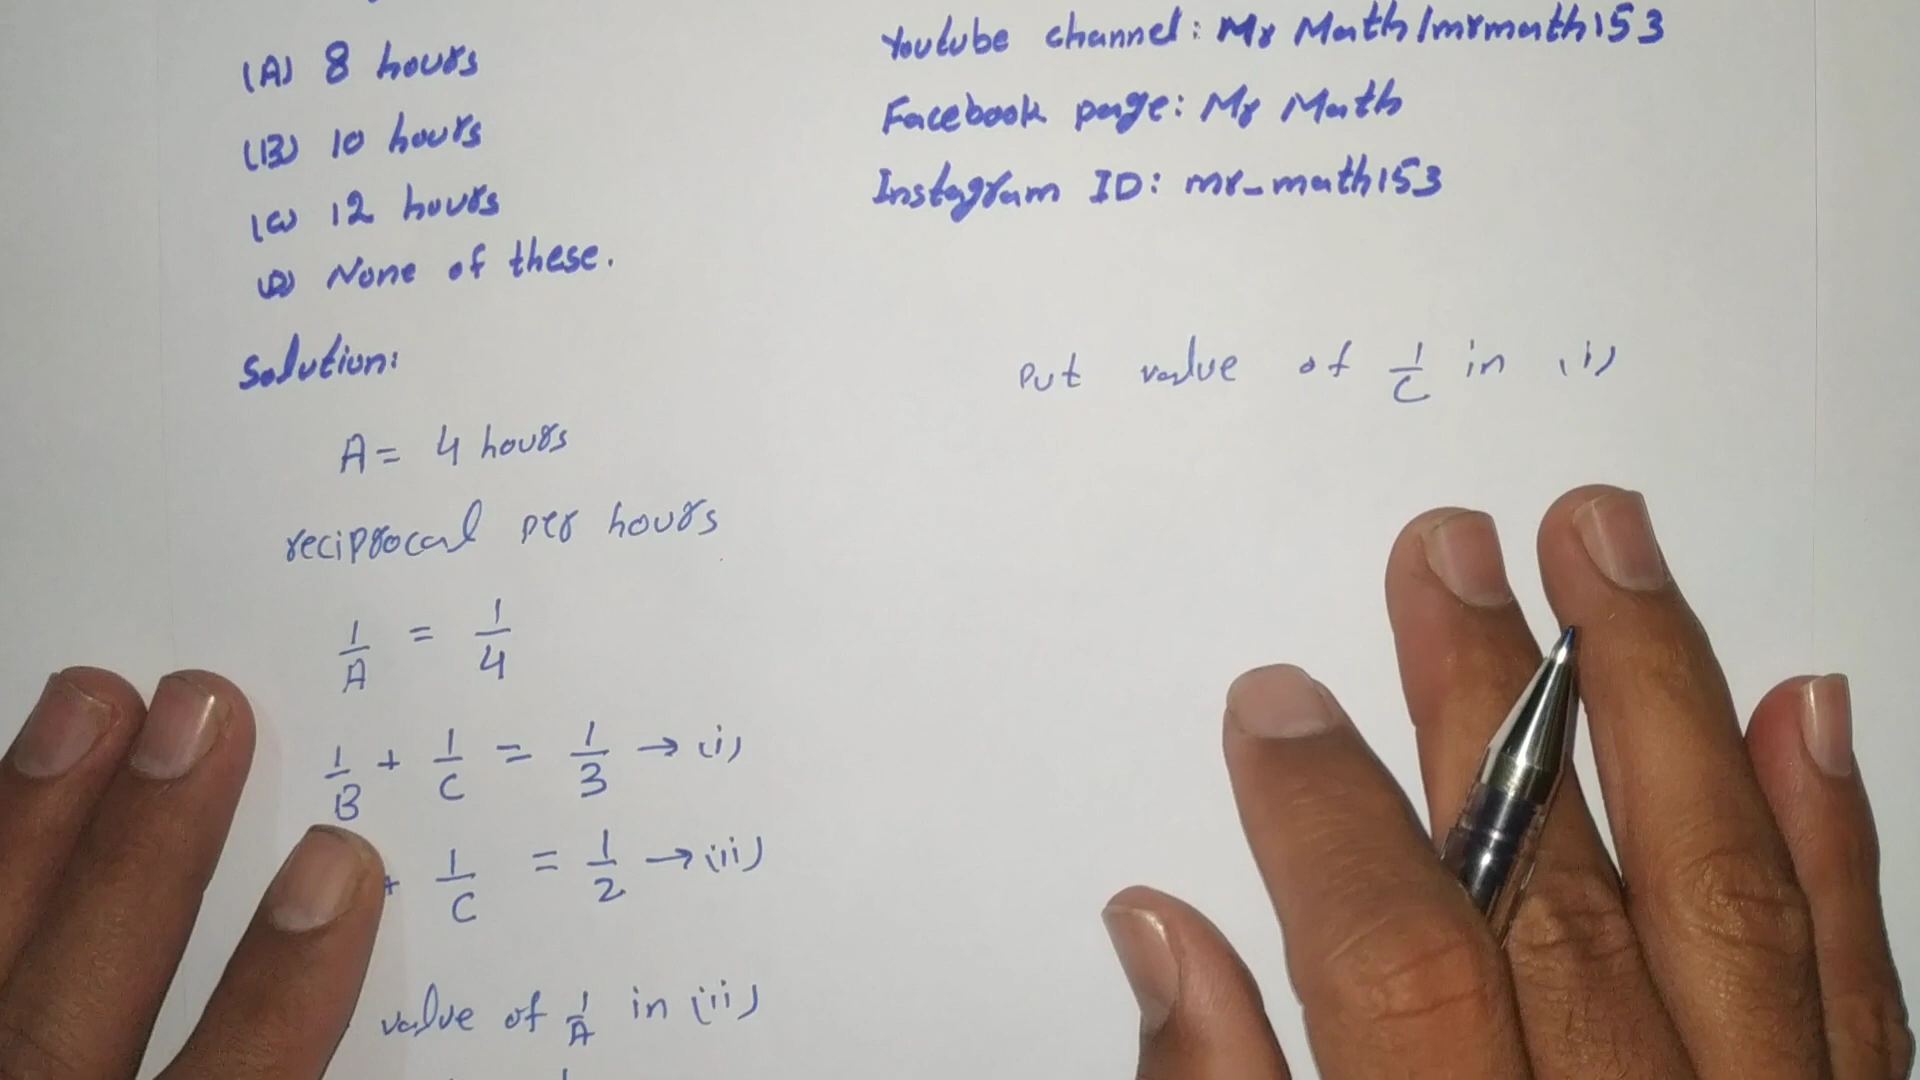 (A) 8 hours
(B) 10 hours
(C) 12 hours
(D) None of these.
Solution:
A = 4 hours
reciprocal per hours
1/A = 1/4
1/B + 1/C = 1/3 → (i)
+ 1/C = 1/2 → (ii)
value of 1/A in (ii)
Youtube channel: Mr Math/mrmath153
Facebook page: Mr Math
Instagram ID: mr-math153
Put value of 1/C in (i)